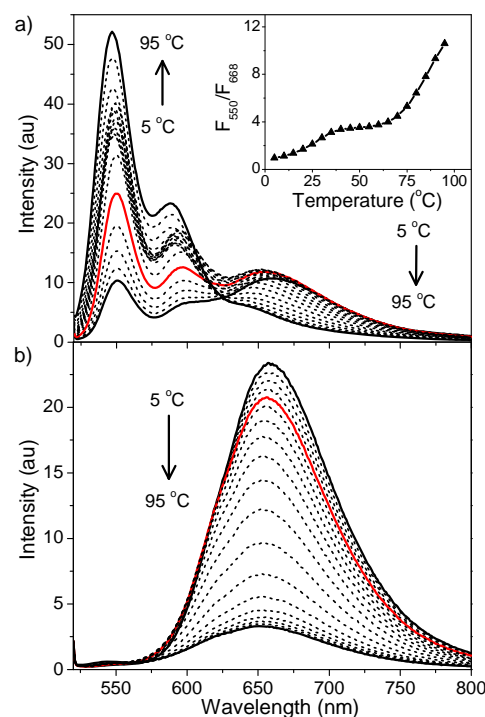 a)
95 °C
5 °C
Intensity (au)
0
10
20
30
40
50
F550/F668
0
4
8
12
0 25 50 75 100
Temperature (°C)
5 °C
95 °C
b)
5 °C
95 °C
Intensity (au)
0
5
10
15
20
550 600 650 700 750 800
Wavelength (nm)